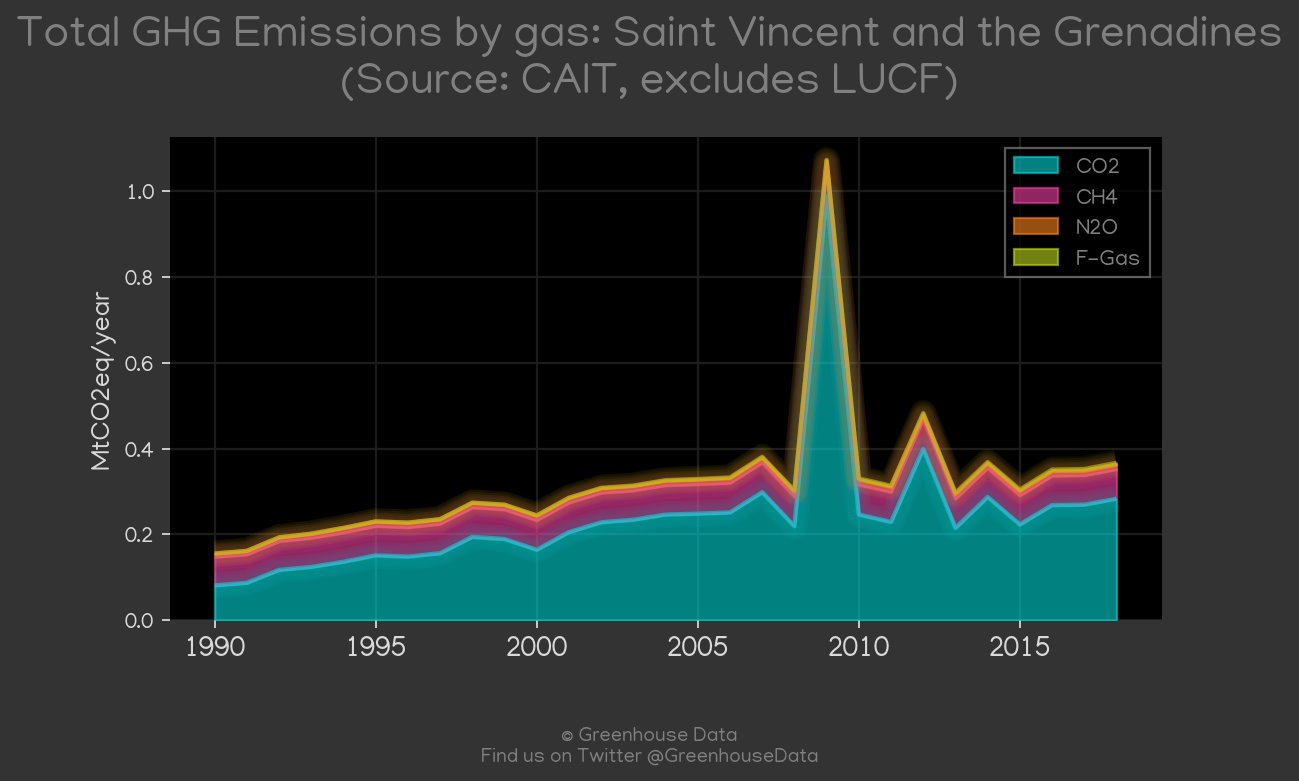 Total GHG Emissions by gas: Saint Vincent and the Grenadines
(Source: CAIT, excludes LUCF)
CO2
CH4
N2O
F-Gas
MtCO2eq/year
1.0
0.8
0.6
0.4
0.2
0.0
1990 1995 2000 2005 2010 2015
© Greenhouse Data
Find us on Twitter @GreenhouseData